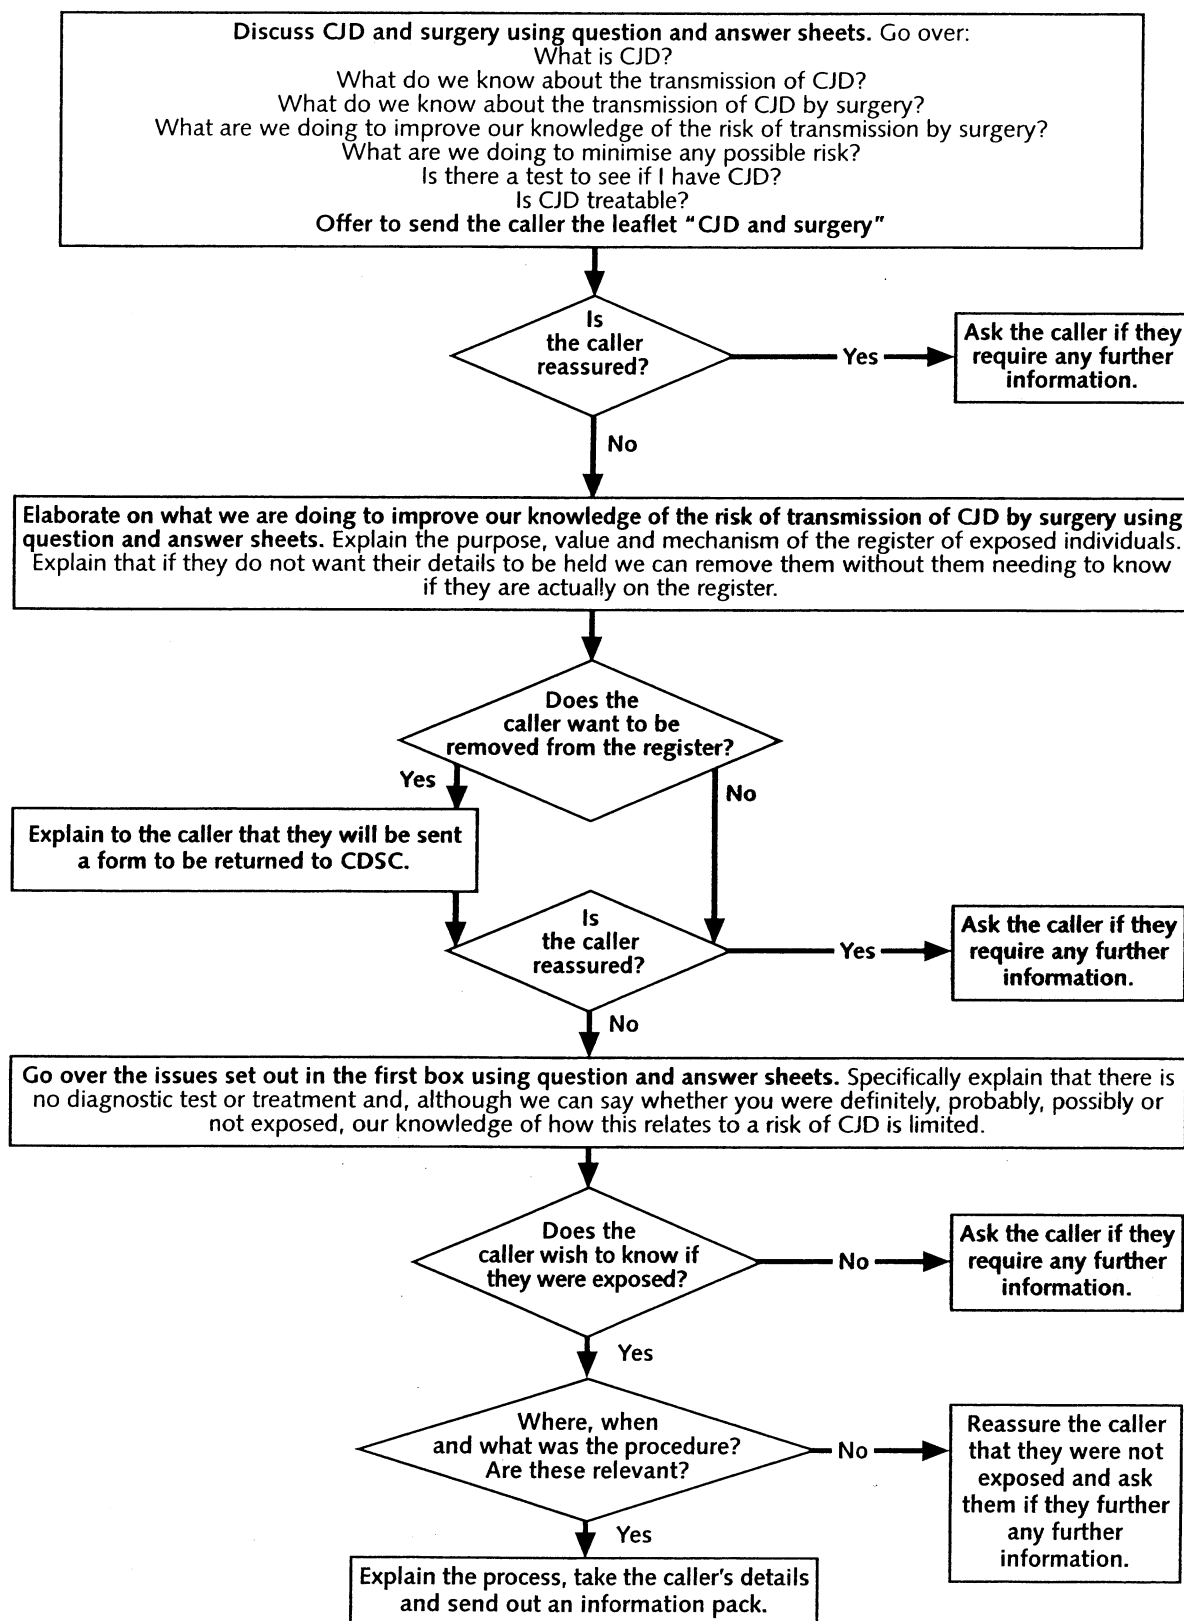 Discuss CJD and surgery using question and answer sheets. Go over:
What is CJD?
What do we know about the transmission of CJD?
What do we know about the transmission of CJD by surgery?
What are we doing to improve our knowledge of the risk of transmission by surgery?
What are we doing to minimise any possible risk?
Is there a test to see if I have CJD?
Is CJD treatable?
Offer to send the caller the leaflet "CJD and surgery"
Is
the caller
reassured?
Yes
Ask the caller if they
require any further
information.
No
Elaborate on what we are doing to improve our knowledge of the risk of transmission of CJD by surgery using
question and answer sheets. Explain the purpose, value and mechanism of the register of exposed individuals.
Explain that if they do not want their details to be held we can remove them without them needing to know
if they are actually on the register.
Does the
caller want to be
removed from the register?
Yes
No
Explain to the caller that they will be sent
a form to be returned to CDSC.
Is
the caller
reassured?
Yes
Ask the caller if they
require any further
information.
No
Go over the issues set out in the first box using question and answer sheets. Specifically explain that there is
no diagnostic test or treatment and, although we can say whether you were definitely, probably, possibly or
not exposed, our knowledge of how this relates to a risk of CJD is limited.
Does the
caller wish to know if
they were exposed?
No
Ask the caller if they
require any further
information.
Yes
Where, when
and what was the procedure?
Are these relevant?
No
Reassure the caller
that they were not
exposed and ask
them if they further
any further
information.
Yes
Explain the process, take the caller's details
and send out an information pack.